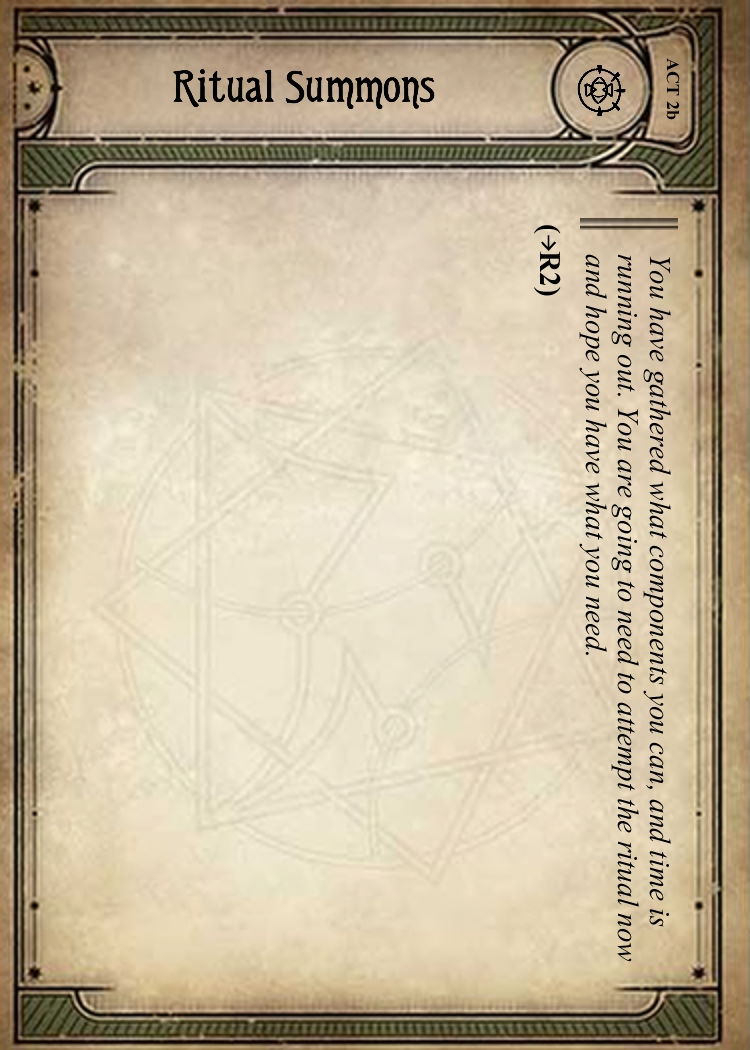 ACT 2b
Ritual Summons
You have gathered what components you can, and time is
running out. You are going to need to attempt the ritual now
and hope you have what you need.
(→R2)